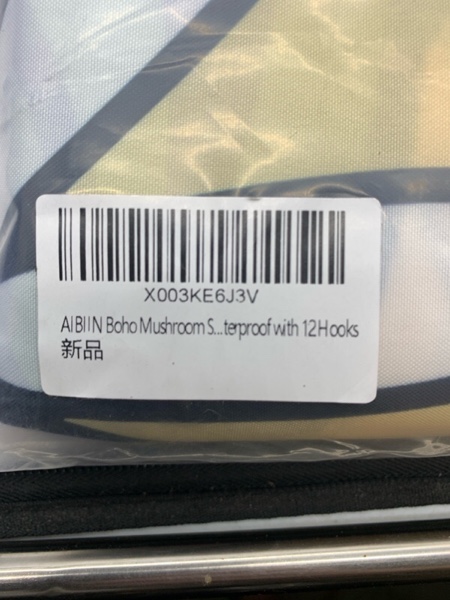 X003KE6J3V
AIBIIN Boho Mushroom S...terproof with 12 Hooks
新品